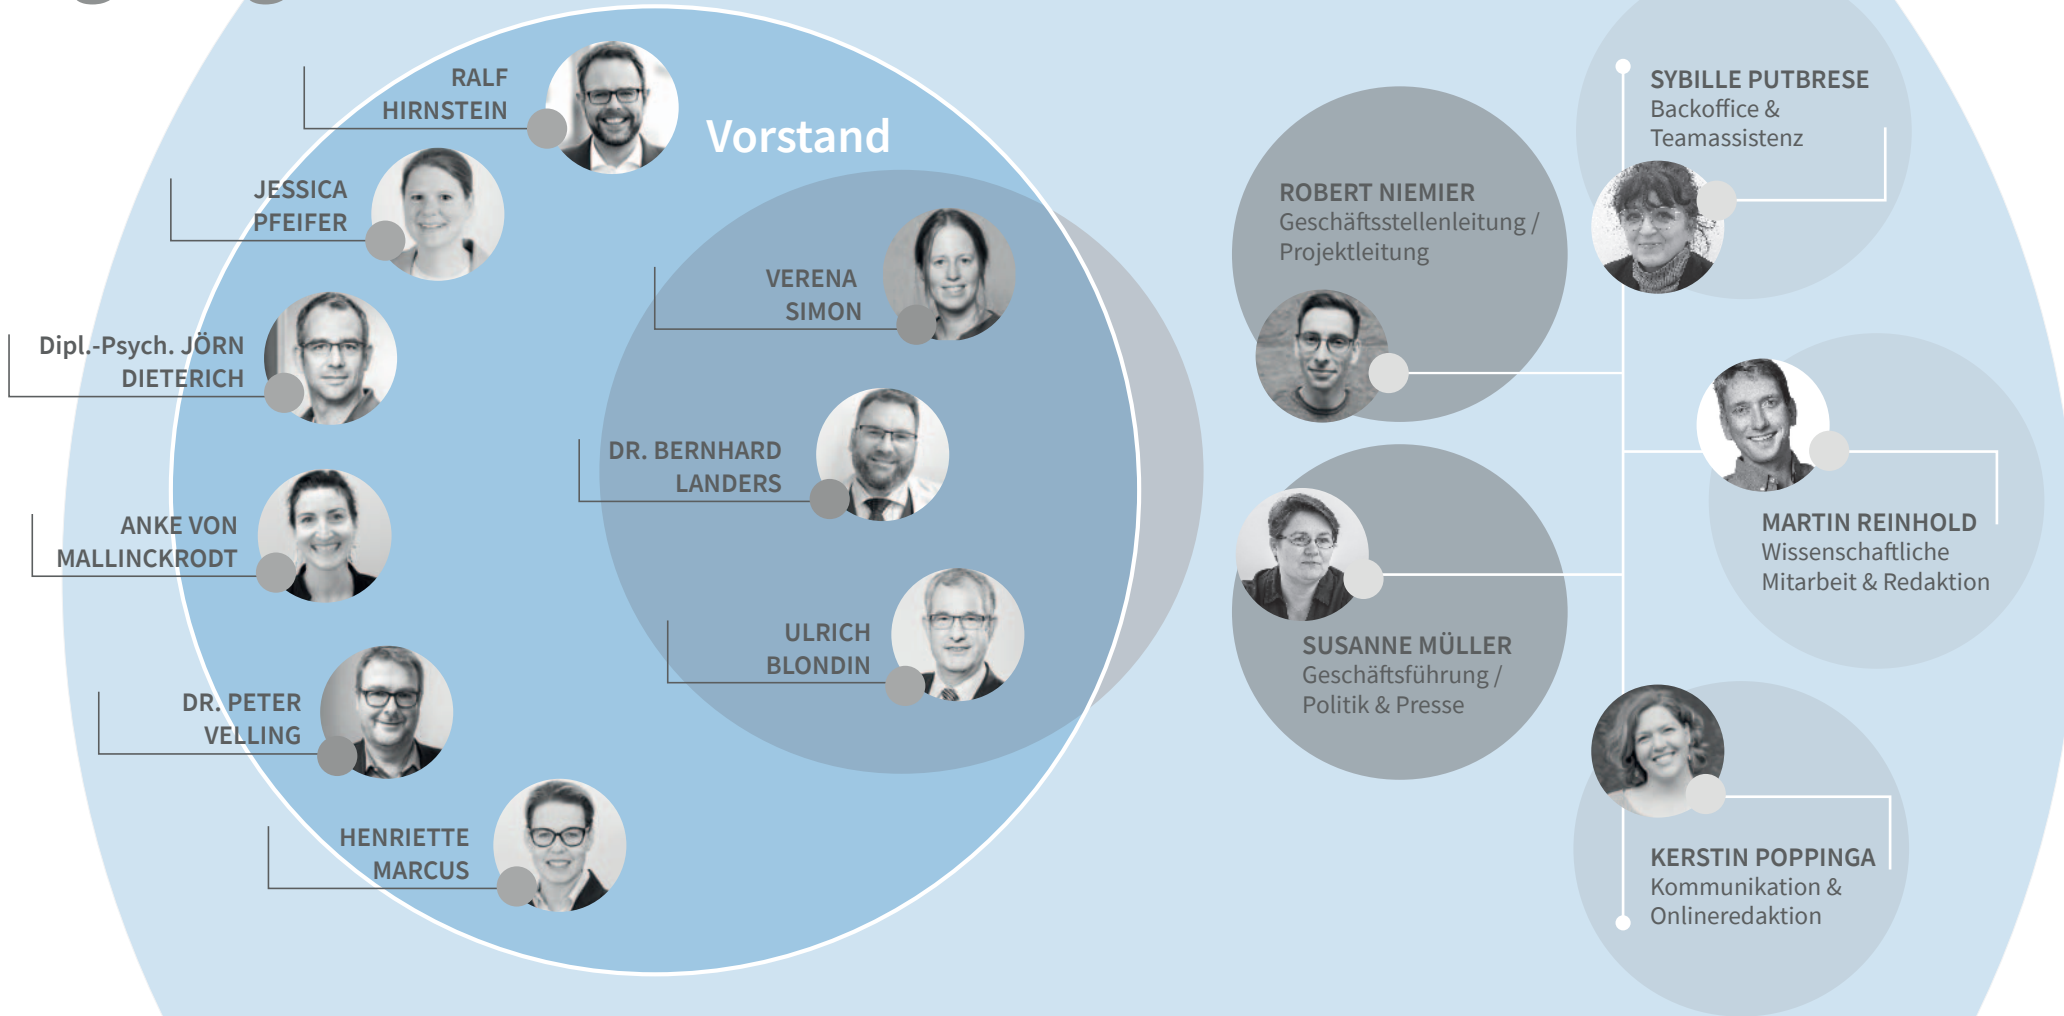 RALF
HIRNSTEIN
Vorstand
JESSICA
PFEIFER
VERENA
SIMON
Dipl.-Psych. JÖRN
DIETERICH
DR. BERNHARD
LANDERS
ANKE VON
MALLINCKRODT
ULRICH
BLONDIN
DR. PETER
VELLING
HENRIETTE
MARCUS
ROBERT NIEMIER
Geschäftsstellenleitung /
Projektleitung
SUSANNE MÜLLER
Geschäftsführung /
Politik & Presse
SYBILLE PUTBRESE
Backoffice &
Teamassistenz
MARTIN REINHOLD
Wissenschaftliche
Mitarbeit & Redaktion
KERSTIN POPPINGA
Kommunikation &
Onlineredaktion